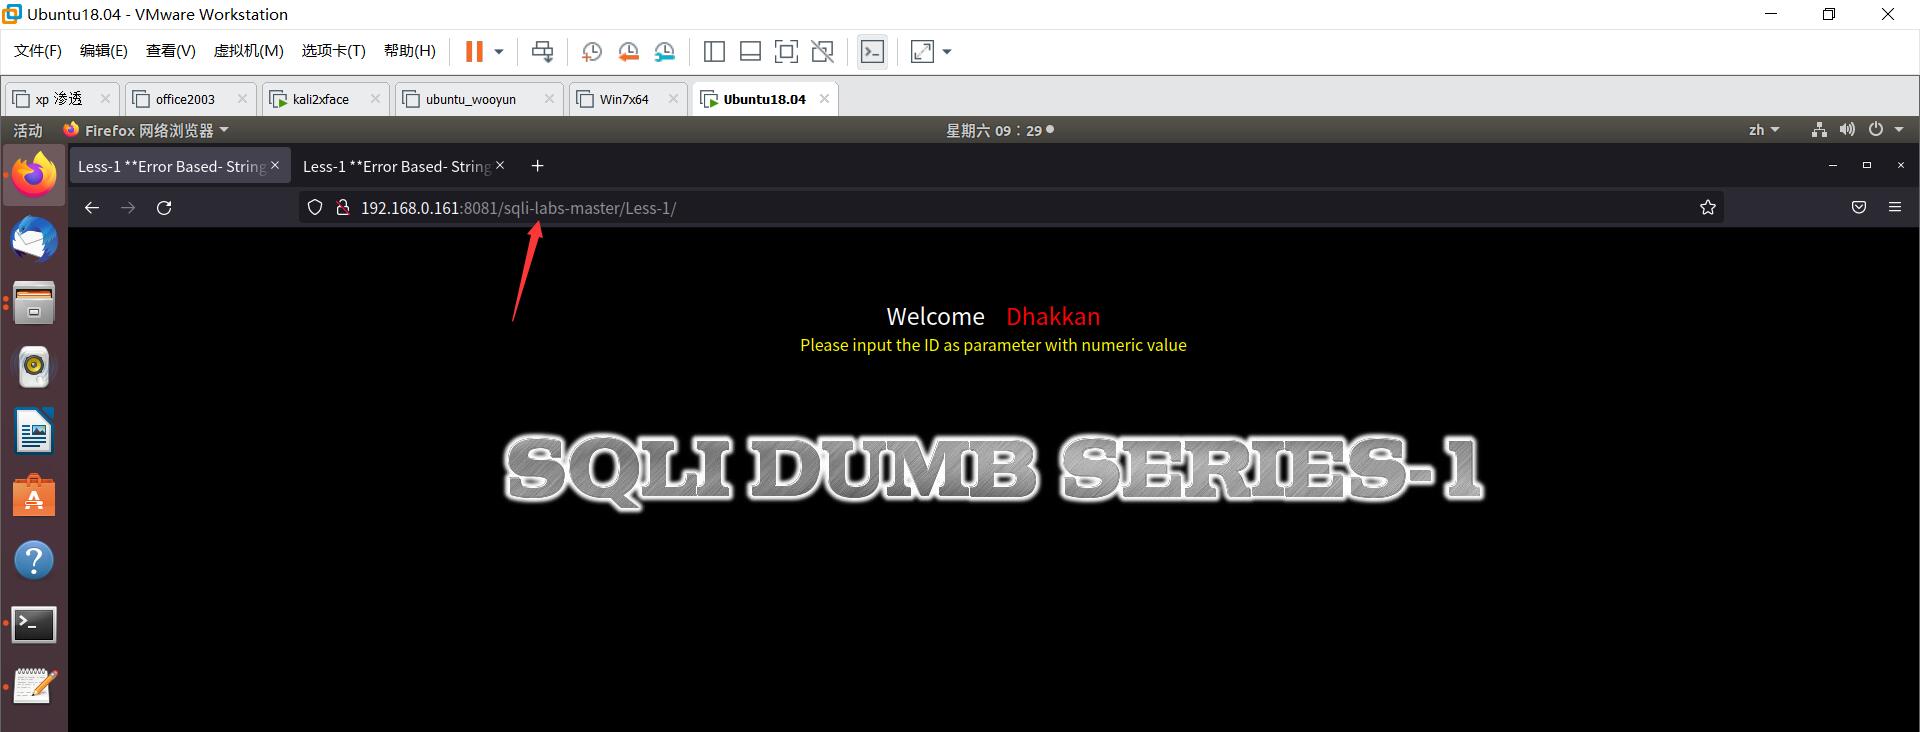 Ubuntu18.04 - VMware Workstation
文件(F) 编辑(E) 查看(V) 虚拟机(M) 选项卡(T) 帮助(H)
xp 渗透 office2003 kali2xface ubuntu_wooyun Win7x64 Ubuntu18.04
活动 Firefox 网络浏览器 星期六 09：29 zh
Less-1 **Error Based- String Less-1 **Error Based- String
192.168.0.161:8081/sqli-labs-master/Less-1/
Welcome Dhakkan
Please input the ID as parameter with numeric value
SQLI DUMB SERIES-1